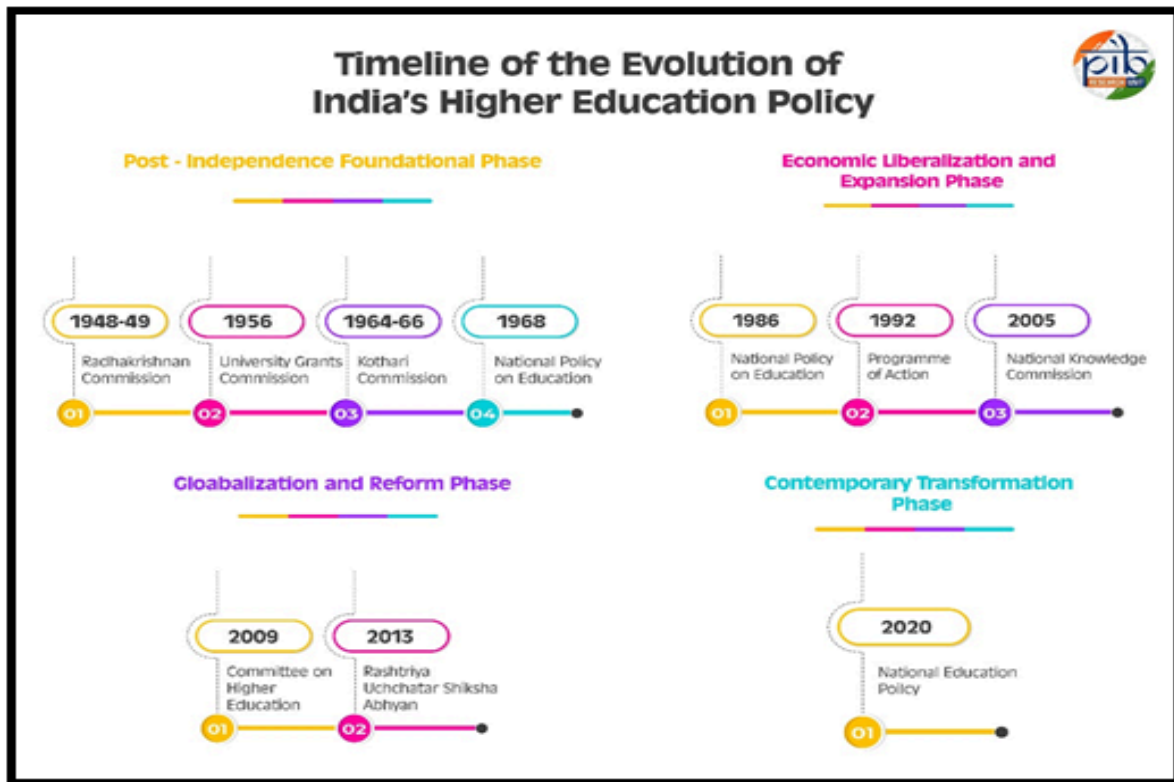 Timeline of the Evolution of
India's Higher Education Policy
pib
RESEARCH UNIT
Post - Independence Foundational Phase
1948-49
Radhakrishnan
Commission
01
1956
University Grants
Commission
02
1964-66
Kothari
Commission
03
1968
National Policy
on Education
04
Economic Liberalization and
Expansion Phase
1986
National Policy
on Education
01
1992
Programme
of Action
02
2005
National Knowledge
Commission
03
Gloabalization and Reform Phase
2009
Committee on
Higher
Education
01
2013
Rashtriya
Uchchatar Shiksha
Abhyan
02
Contemporary Transformation
Phase
2020
National Education
Policy
01